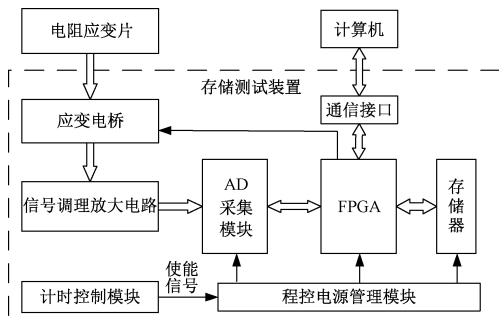 电阻应变片
计算机
存储测试装置
应变电桥
通信接口
信号调理放大电路
AD
采集
模块
FPGA
存
储
器
使能
信号
计时控制模块
程控电源管理模块